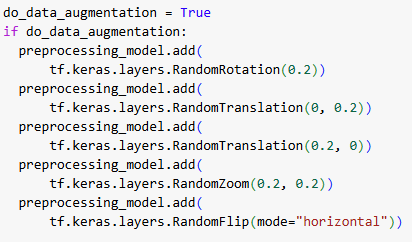 do_data_augmentation = True
if do_data_augmentation:
  preprocessing_model.add(
      tf.keras.layers.RandomRotation(0.2))
  preprocessing_model.add(
      tf.keras.layers.RandomTranslation(0, 0.2))
  preprocessing_model.add(
      tf.keras.layers.RandomTranslation(0.2, 0))
  preprocessing_model.add(
      tf.keras.layers.RandomZoom(0.2, 0.2))
  preprocessing_model.add(
      tf.keras.layers.RandomFlip(mode="horizontal"))